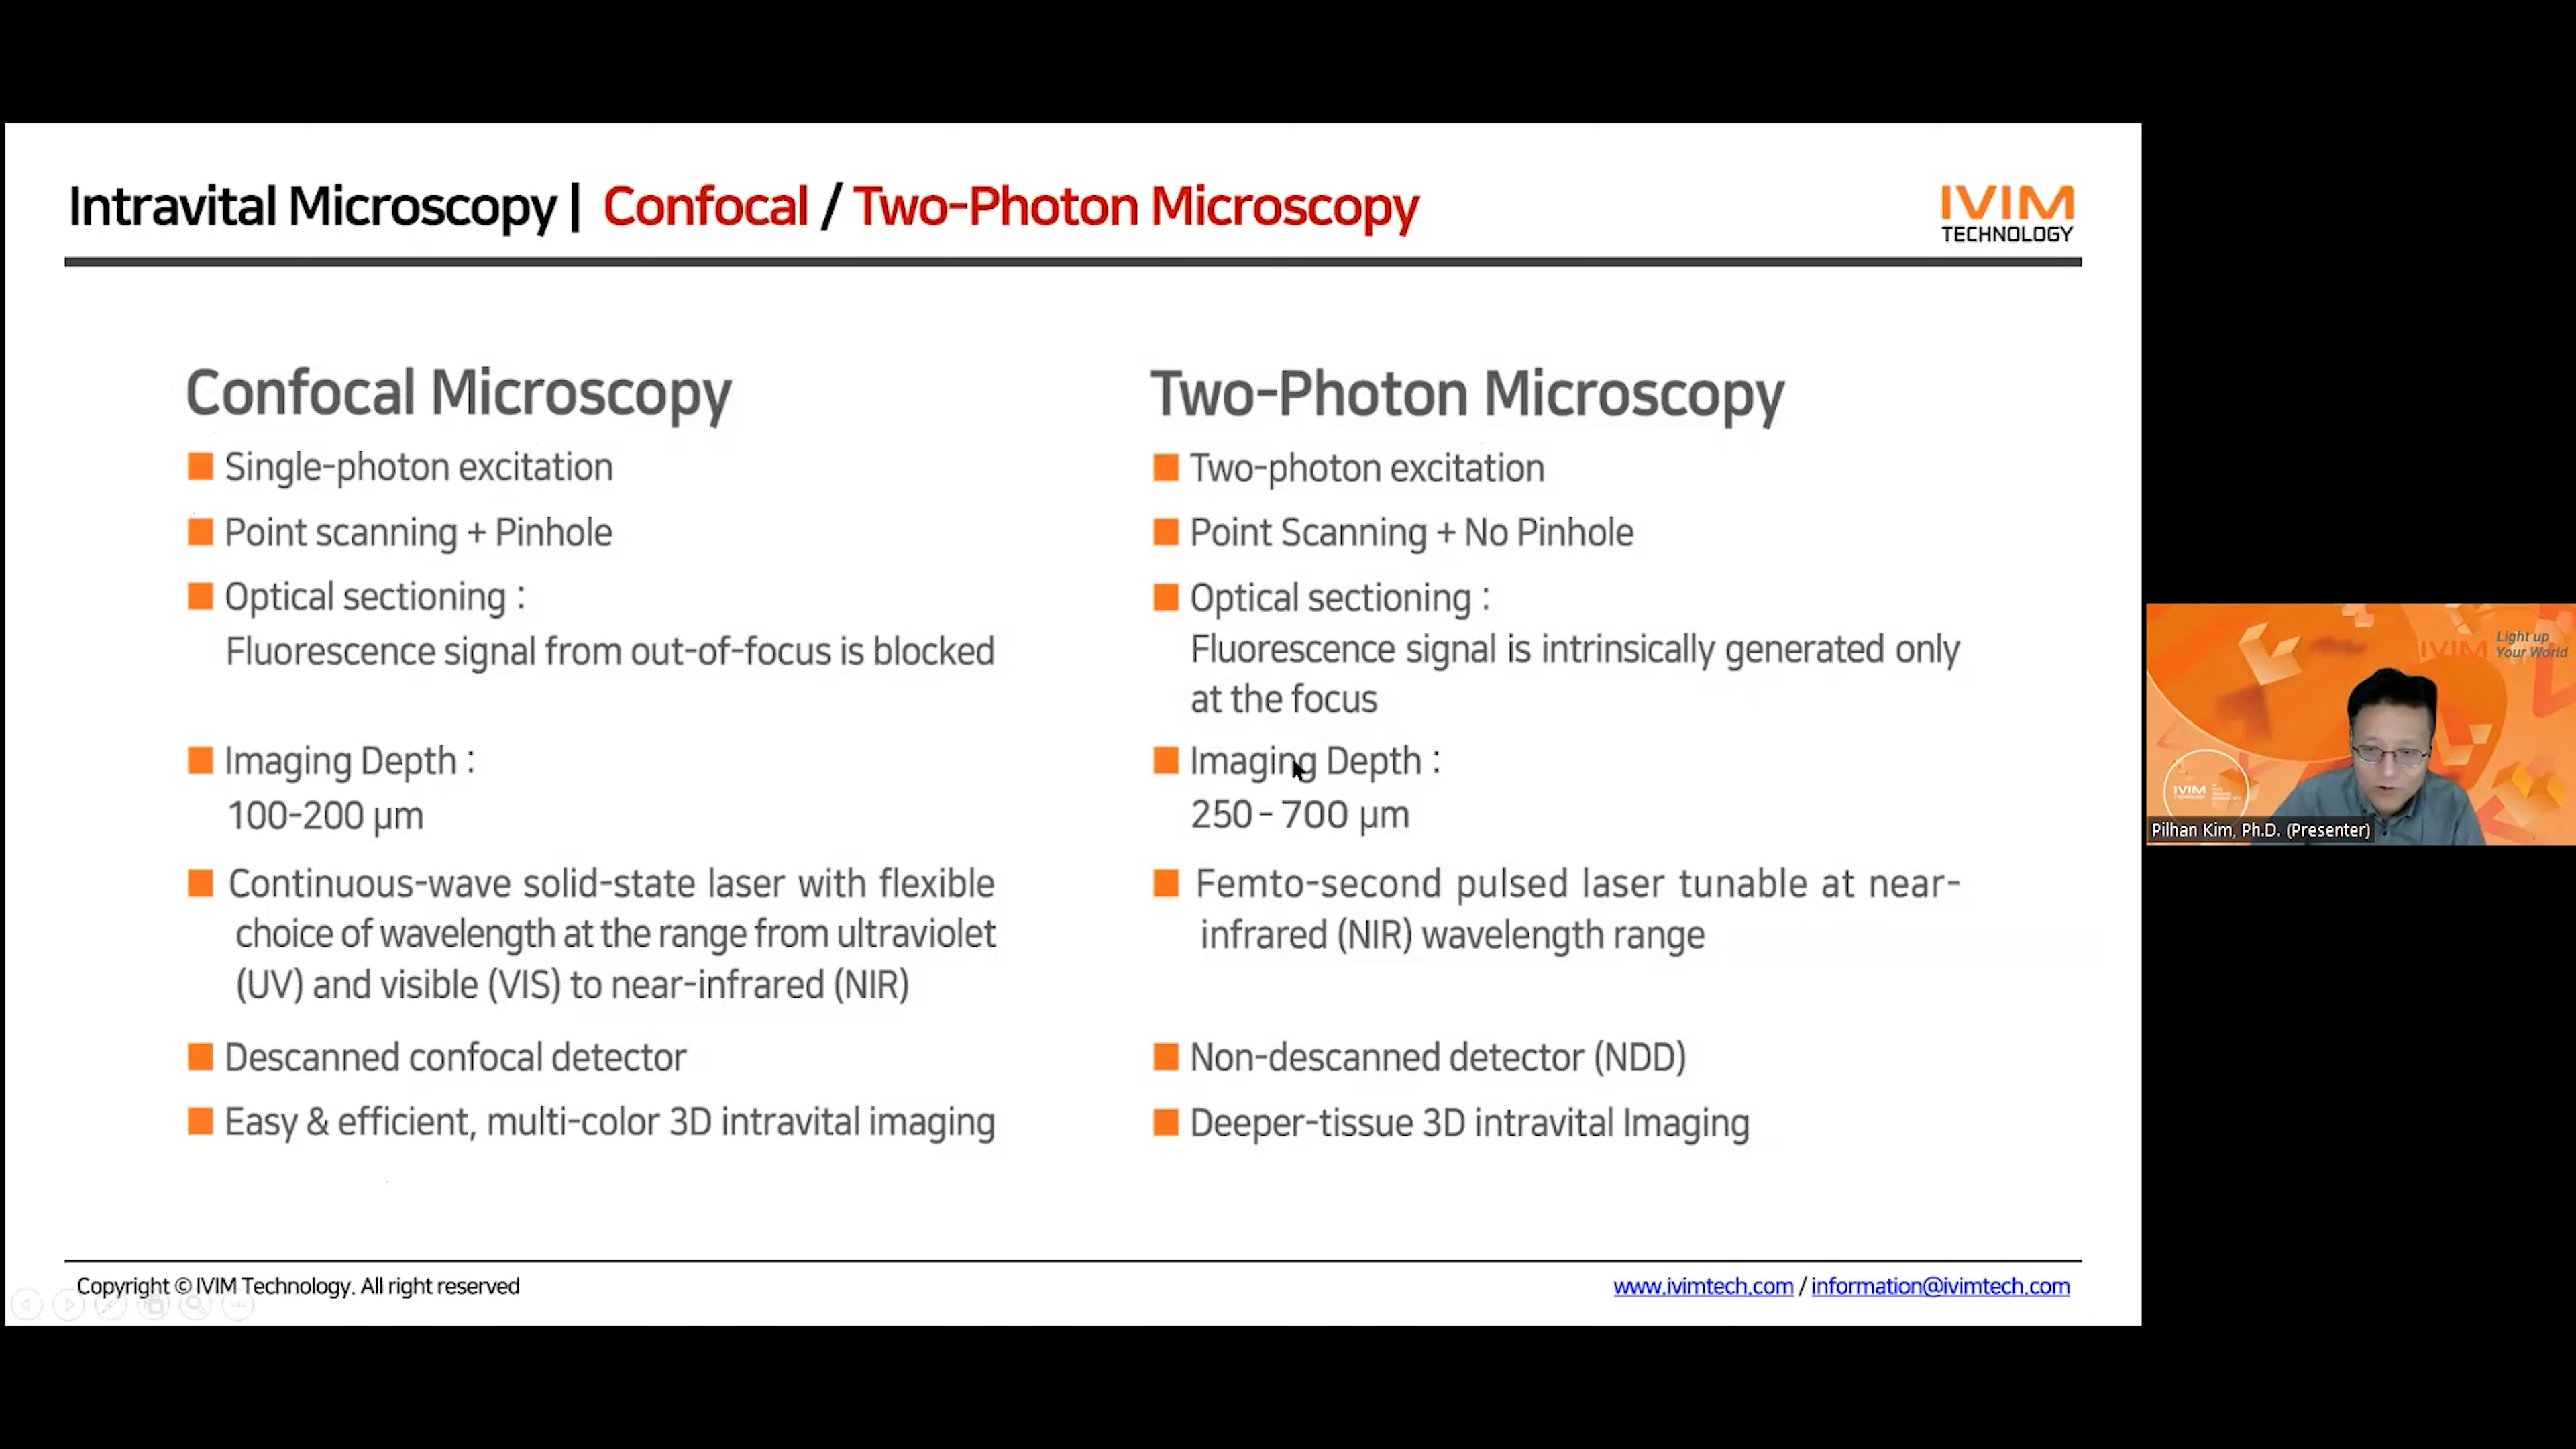 Intravital Microscopy | Confocal / Two-Photon Microscopy
IVIM
TECHNOLOGY
Confocal Microscopy
Single-photon excitation
Point scanning + Pinhole
Optical sectioning :
Fluorescence signal from out-of-focus is blocked
Imaging Depth :
100-200 µm
Continuous-wave solid-state laser with flexible
choice of wavelength at the range from ultraviolet
(UV) and visible (VIS) to near-infrared (NIR)
Descanned confocal detector
Easy & efficient, multi-color 3D intravital imaging
Two-Photon Microscopy
Two-photon excitation
Point Scanning + No Pinhole
Optical sectioning :
Fluorescence signal is intrinsically generated only
at the focus
Imaging Depth :
250 - 700 µm
Femto-second pulsed laser tunable at near-
infrared (NIR) wavelength range
Non-descanned detector (NDD)
Deeper-tissue 3D intravital Imaging
Copyright © IVIM Technology. All right reserved
www.ivimtech.com / information@ivimtech.com
IVIM
Light up
Your World
IVIM
Pilhan Kim, Ph.D. (Presenter)